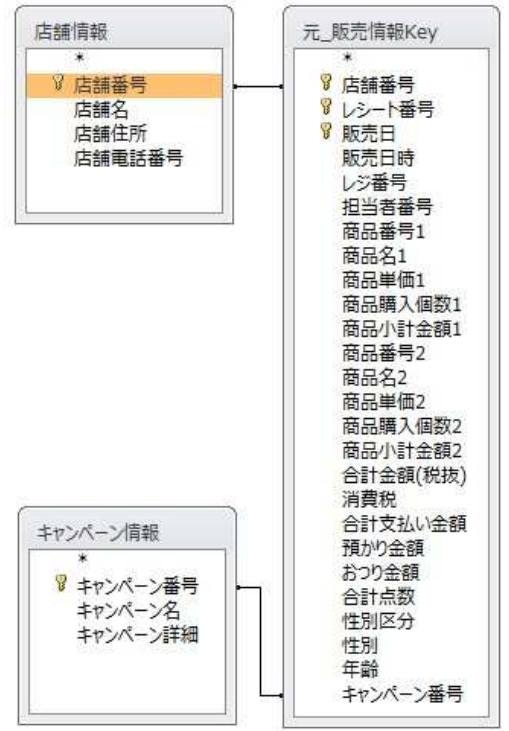 店舗情報
*
店舗番号
店舗名
店舗住所
店舗電話番号
元_販売情報Key
*
店舗番号
レシート番号
販売日
販売日時
レジ番号
担当者番号
商品番号1
商品名1
商品単価1
商品購入個数1
商品小計金額1
商品番号2
商品名2
商品単価2
商品購入個数2
商品小計金額2
合計金額(税抜)
消費税
合計支払い金額
預かり金額
おつり金額
合計点数
性別区分
性別
年齢
キャンペーン番号
キャンペーン情報
*
キャンペーン番号
キャンペーン名
キャンペーン詳細